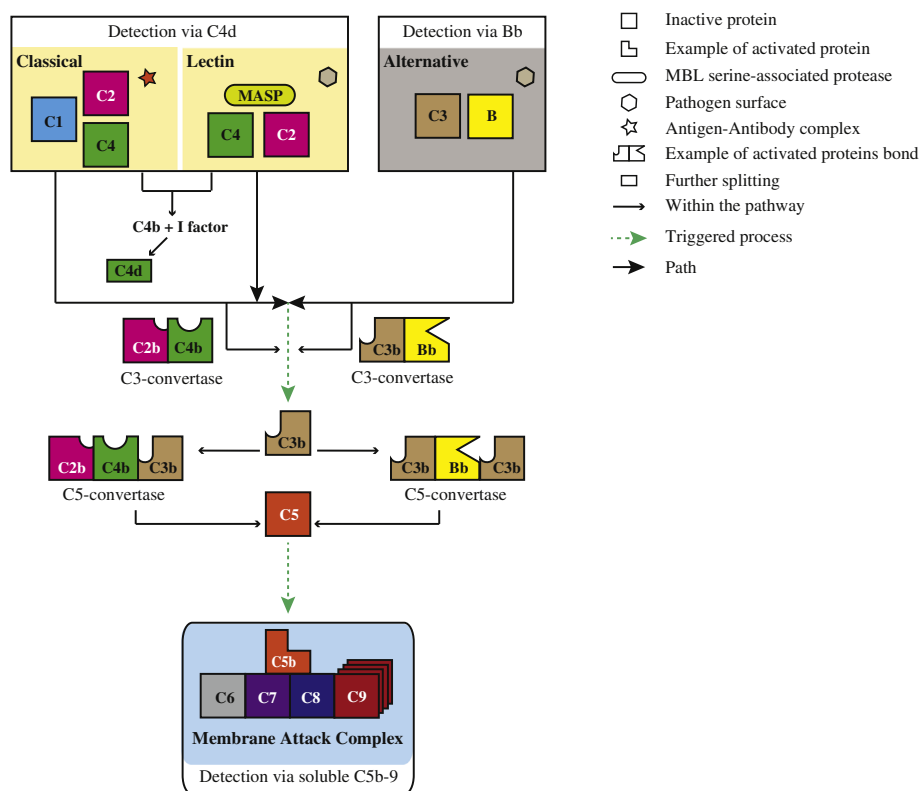 Detection via C4d
Classical
Lectin
C1
C2
C4
MASP
C4
C2
Detection via Bb
Alternative
C3
B
C4b + I factor
C4d
C2b
C4b
C3-convertase
C3b
Bb
C3-convertase
C3b
C2b
C4b
C3b
C5-convertase
C3b
Bb
C3b
C5-convertase
C5
C5b
C6
C7
C8
C9
Membrane Attack Complex
Detection via soluble C5b-9
Inactive protein
Example of activated protein
MBL serine-associated protease
Pathogen surface
Antigen-Antibody complex
Example of activated proteins bond
Further splitting
Within the pathway
Triggered process
Path